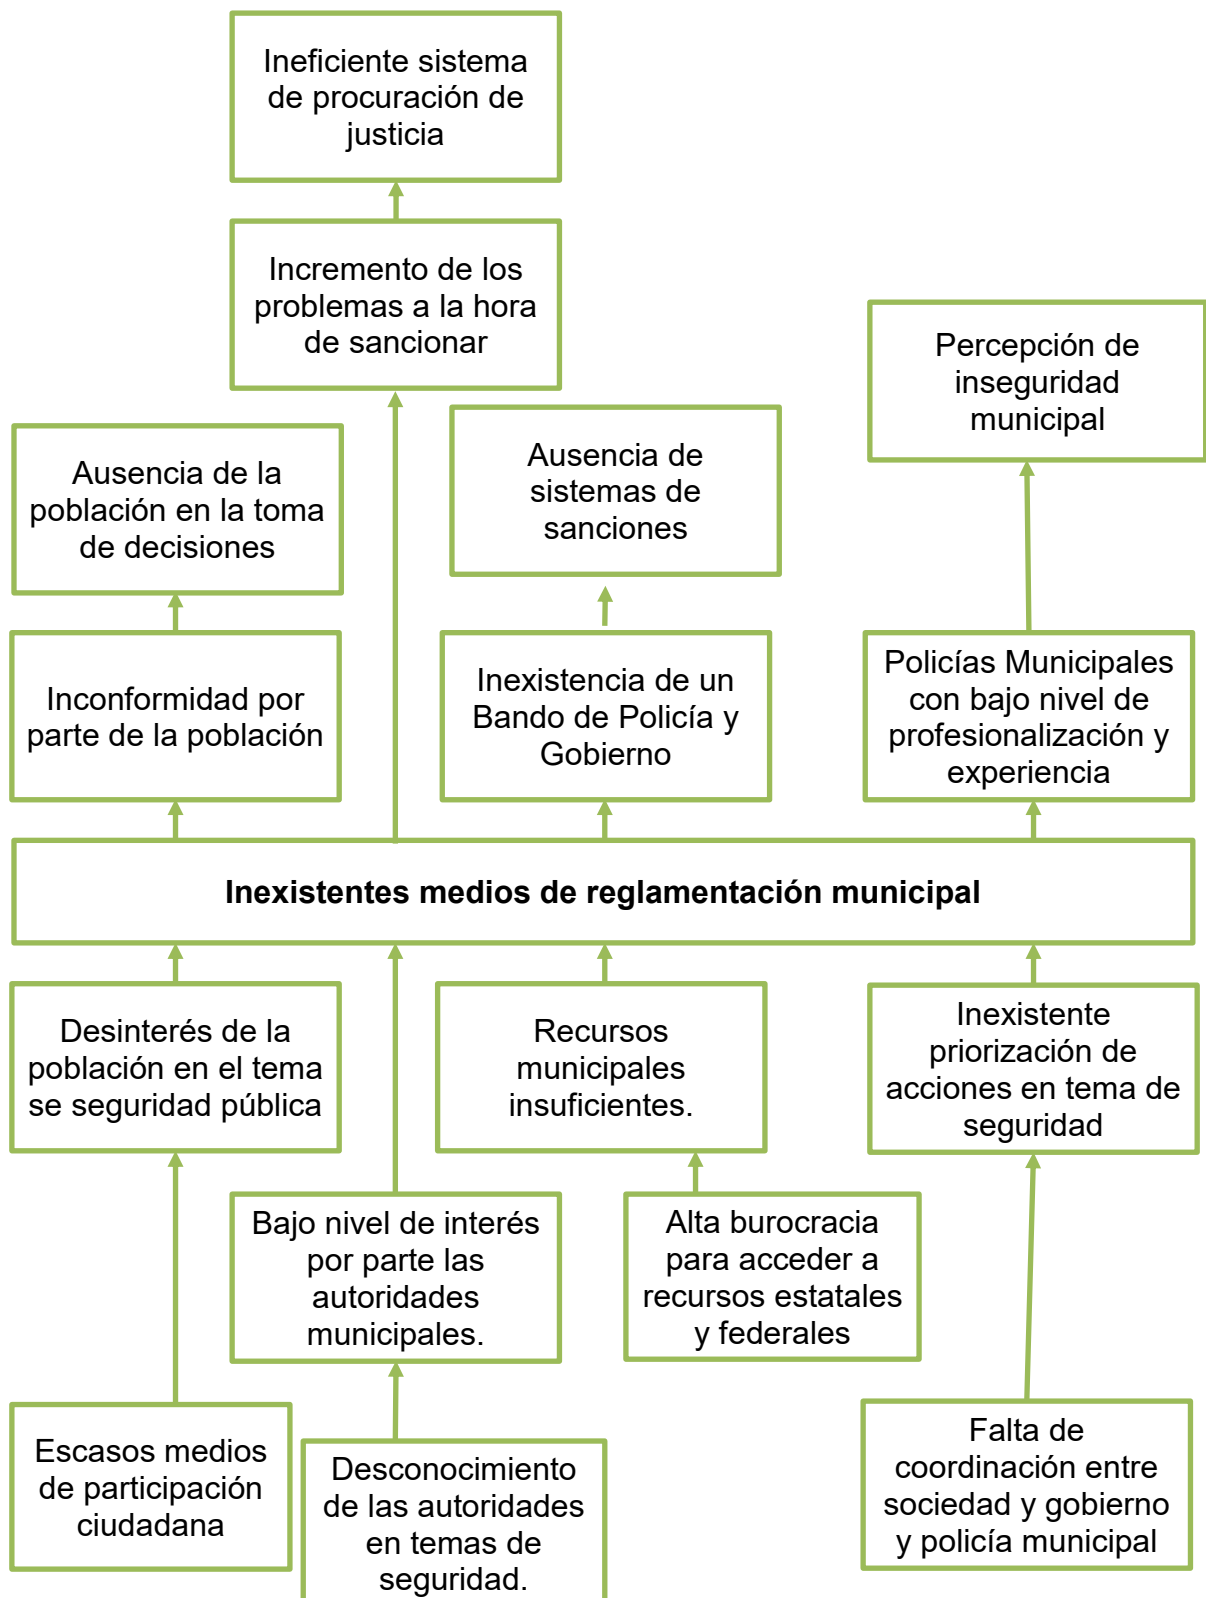 Ineficiente sistema
de procuración de
justicia
Incremento de los
problemas a la hora
de sancionar
Percepción de
inseguridad
municipal
Ausencia de
sistemas de
sanciones
Ausencia de la
población en la toma
de decisiones
Inconformidad por
parte de la población
Inexistencia de un
Bando de Policía y
Gobierno
Policías Municipales
con bajo nivel de
profesionalización y
experiencia
Inexistentes medios de reglamentación municipal
Desinterés de la
población en el tema
se seguridad pública
Recursos
municipales
insuficientes.
Inexistente
priorización de
acciones en tema de
seguridad
Bajo nivel de interés
por parte las
autoridades
municipales.
Alta burocracia
para acceder a
recursos estatales
y federales
Escasos medios
de participación
ciudadana
Desconocimiento
de las autoridades
en temas de
seguridad.
Falta de
coordinación entre
sociedad y gobierno
y policía municipal